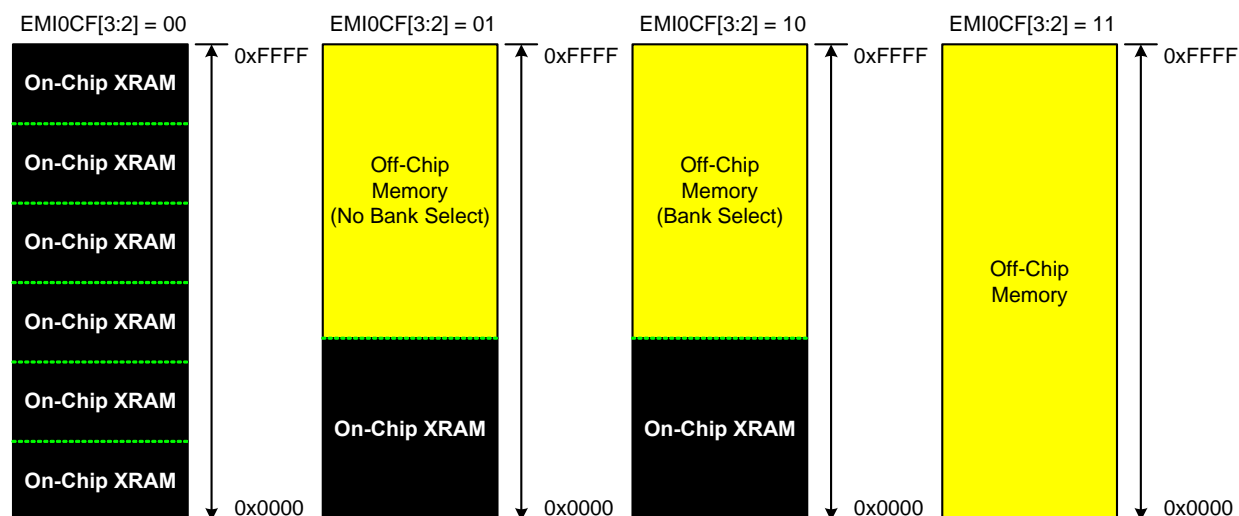 EMI0CF[3:2] = 00
On-Chip XRAM
On-Chip XRAM
On-Chip XRAM
On-Chip XRAM
On-Chip XRAM
On-Chip XRAM
0xFFFF
0x0000
EMI0CF[3:2] = 01
Off-Chip
Memory
(No Bank Select)
On-Chip XRAM
0xFFFF
0x0000
EMI0CF[3:2] = 10
Off-Chip
Memory
(Bank Select)
On-Chip XRAM
0xFFFF
0x0000
EMI0CF[3:2] = 11
Off-Chip
Memory
0xFFFF
0x0000